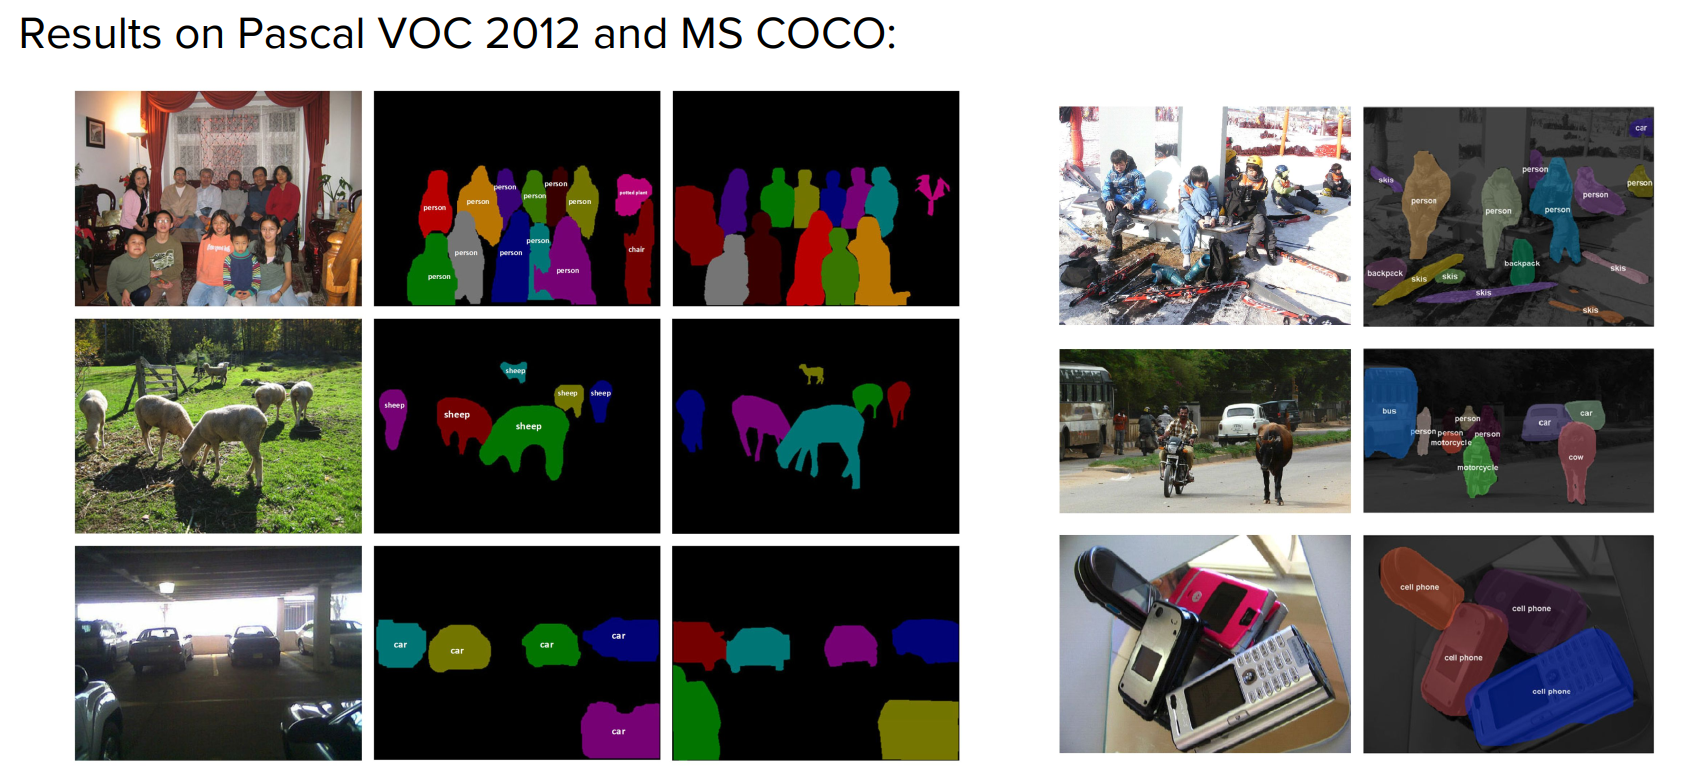 Results on Pascal VOC 2012 and MS COCO:
person
person
person
person
person
person
potted plant
person
person
person
person
person
chair
person
sheep
sheep
sheep
sheep
sheep
sheep
car
car
car
car
car
car
skis
person
person
person
person
person
person
backpack
skis
skis
backpack
skis
skis
skis
bus
person
person
person
person
motorcycle
motorcycle
car
car
cow
cell phone
cell phone
cell phone
cell phone